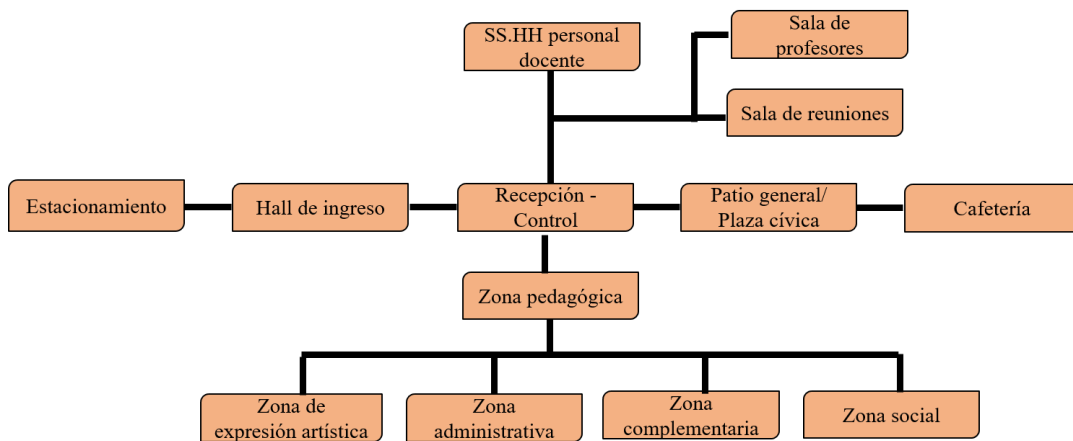 SS.HH personal
docente
Sala de
profesores
Sala de reuniones
Estacionamiento
Hall de ingreso
Recepción -
Control
Patio general/
Plaza cívica
Cafetería
Zona pedagógica
Zona de
expresión artística
Zona
administrativa
Zona
complementaria
Zona social